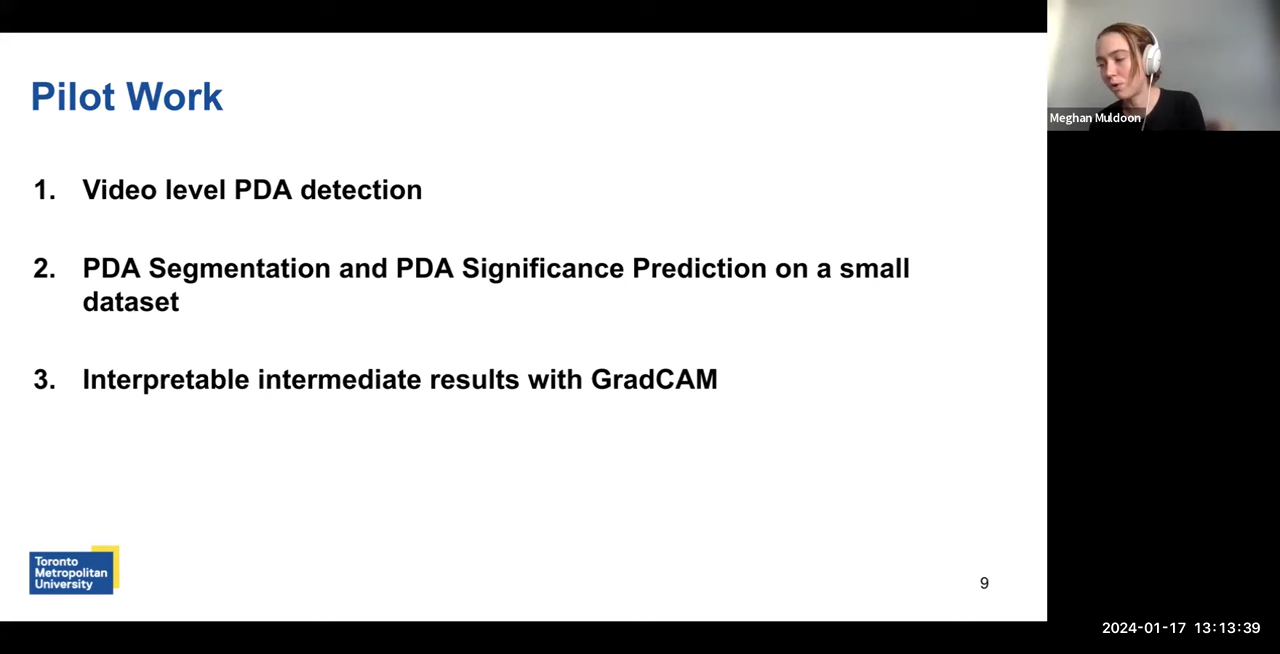 Pilot Work
1. Video level PDA detection
2. PDA Segmentation and PDA Significance Prediction on a small
dataset
3. Interpretable intermediate results with GradCAM
Toronto
Metropolitan
University
9
Meghan Muldoon
2024-01-17 13:13:39